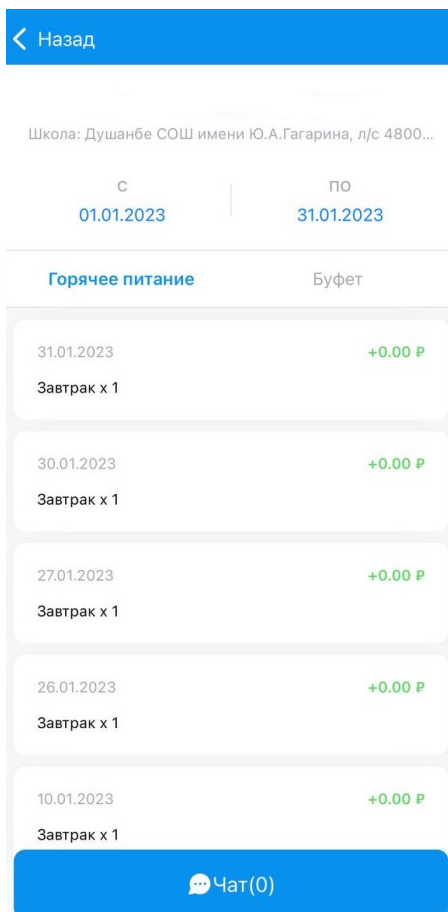 Назад
Школа: Душанбе СОШ имени Ю.А.Гагарина, л/с 4800...
С ПО
01.01.2023 31.01.2023
Горячее питание Буфет
31.01.2023 +0.00 ₽
Завтрак x 1
30.01.2023 +0.00 ₽
Завтрак x 1
27.01.2023 +0.00 ₽
Завтрак x 1
26.01.2023 +0.00 ₽
Завтрак x 1
10.01.2023 +0.00 ₽
Завтрак x 1
Чат(0)